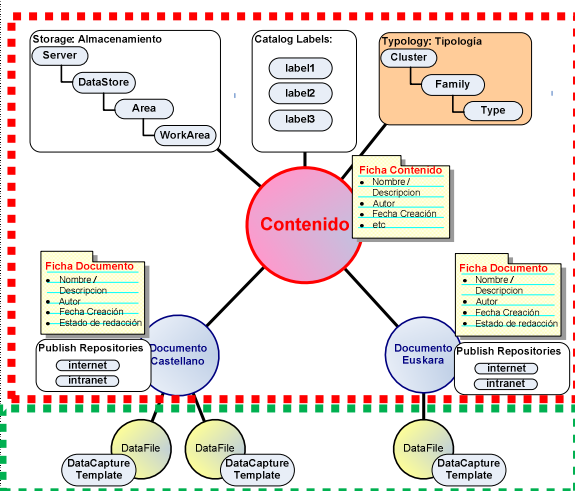 Storage: Almacenamiento
Server
DataStore
Area
WorkArea
Catalog Labels:
label1
label2
label3
Typology: Tipología
Cluster
Family
Type
Contenido
Ficha Contenido
• Nombre/
Descripcion
• Autor
• Fecha Creación
• etc
Ficha Documento
• Nombre/
Descripcion
• Autor
• Fecha Creación
• Estado de redacción
Publish Repositories
internet
intranet
Documento
Castellano
Documento
Euskara
Ficha Documento
• Nombre/
Descripcion
• Autor
• Fecha Creación
• Estado de redacción
Publish Repositories
internet
intranet
DataFile
DataCapture
Template
DataFile
DataCapture
Template
DataFile
DataCapture
Template